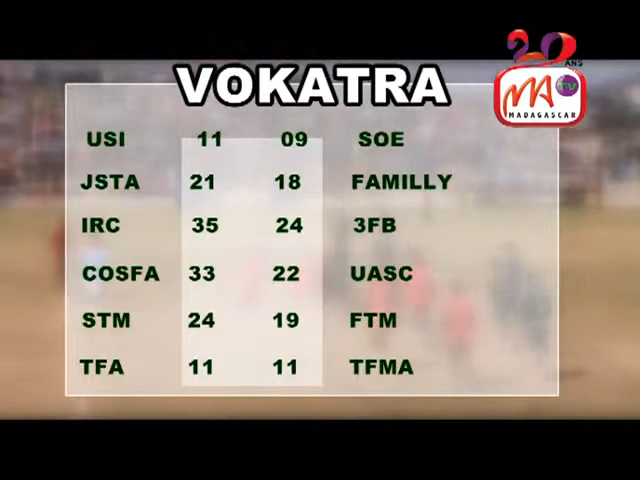 20
ANS
MA TV
MADAGASCAR
VOKATRA
USI 11 09 SOE
JSTA 21 18 FAMILLY
IRC 35 24 3FB
COSFA 33 22 UASC
STM 24 19 FTM
TFA 11 11 TFMA